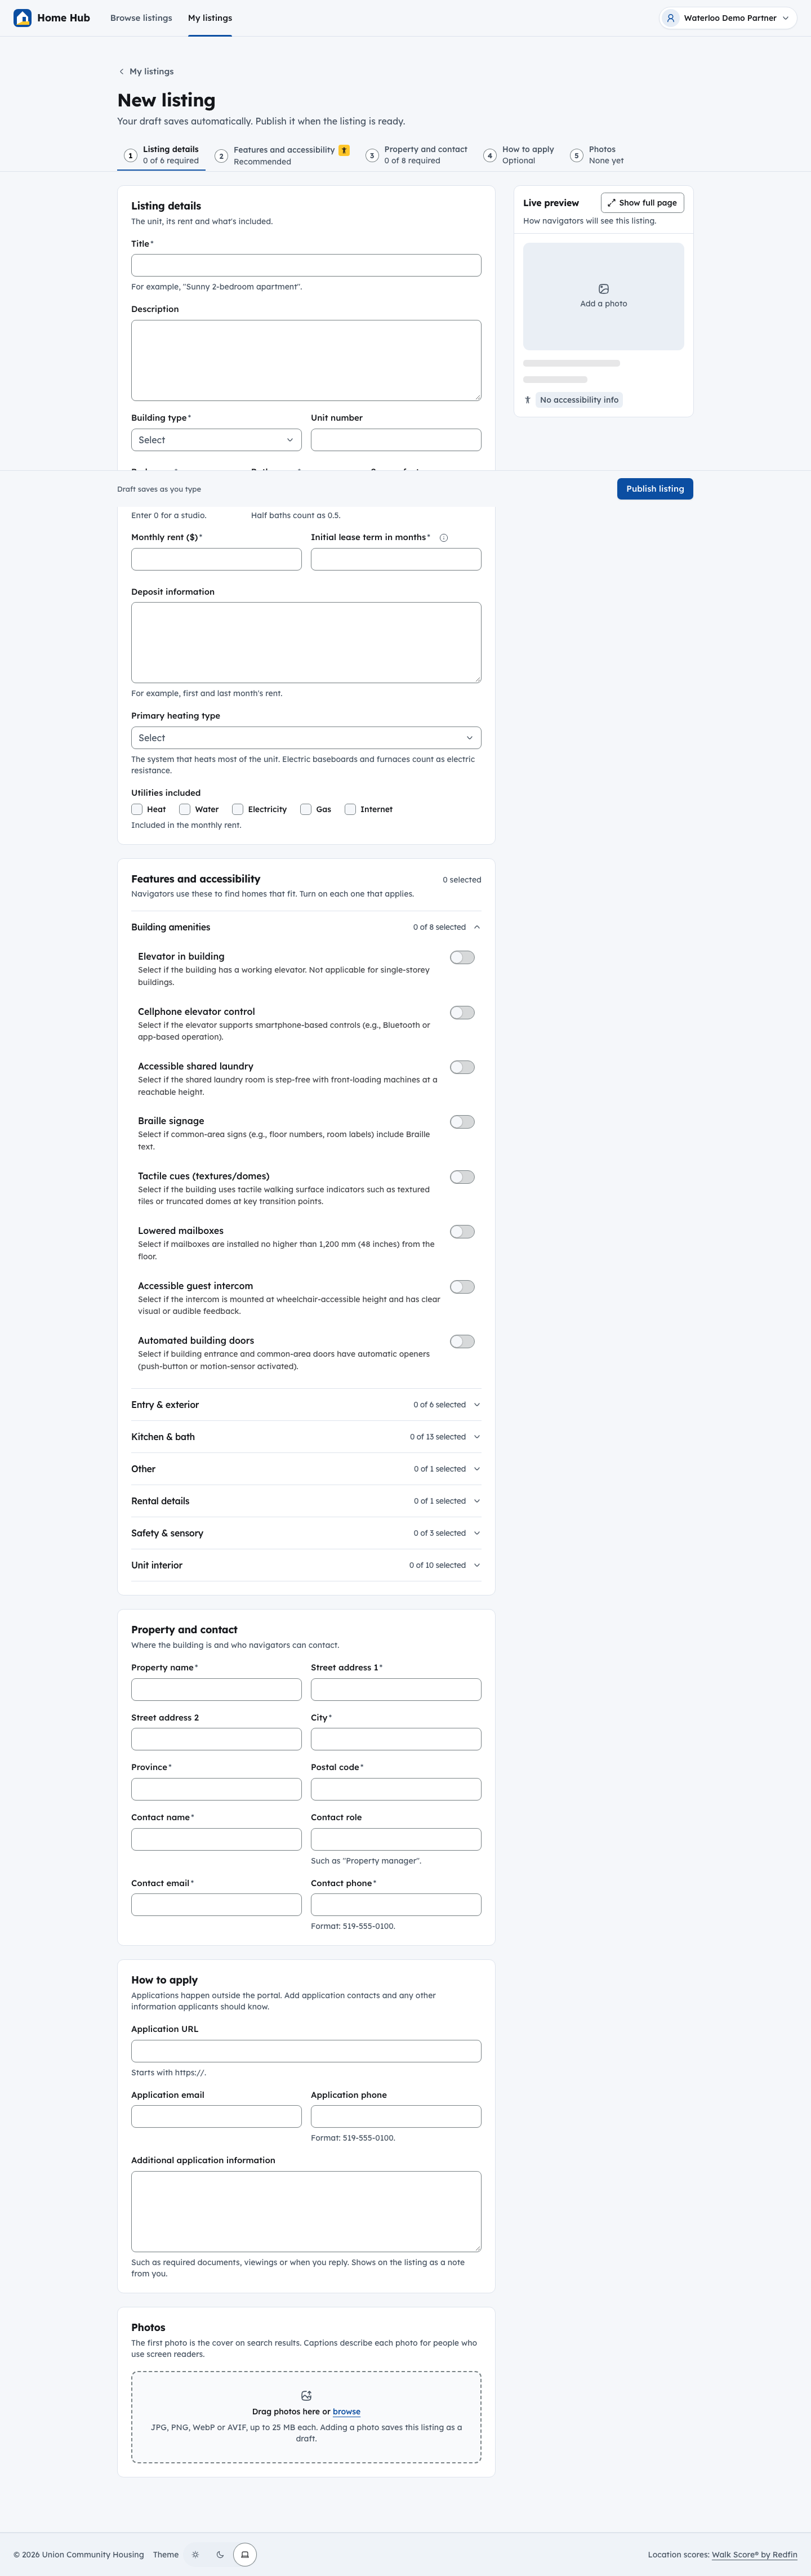 Home Hub
Browse listings
My listings
Waterloo Demo Partner
My listings
New listing
Your draft saves automatically. Publish it when the listing is ready.
1
Listing details
0 of 6 required
2
Features and accessibility
Recommended
3
Property and contact
0 of 8 required
4
How to apply
Optional
5
Photos
None yet
Listing details
The unit, its rent and what's included.
Title*
For example, "Sunny 2-bedroom apartment".
Description
Building type*
Unit number
Select
Live preview
Show full page
How navigators will see this listing.
Add a photo
No accessibility info
Draft saves as you type
Publish listing
Enter 0 for a studio.
Half baths count as 0.5.
Monthly rent ($)*
Initial lease term in months*
Deposit information
For example, first and last month's rent.
Primary heating type
Select
The system that heats most of the unit. Electric baseboards and furnaces count as electric
resistance.
Utilities included
Heat
Water
Electricity
Gas
Internet
Included in the monthly rent.
Features and accessibility
0 selected
Navigators use these to find homes that fit. Turn on each one that applies.
Building amenities
0 of 8 selected
Elevator in building
Select if the building has a working elevator. Not applicable for single-storey
buildings.
Cellphone elevator control
Select if the elevator supports smartphone-based controls (e.g., Bluetooth or
app-based operation).
Accessible shared laundry
Select if the shared laundry room is step-free with front-loading machines at a
reachable height.
Braille signage
Select if common-area signs (e.g., floor numbers, room labels) include Braille
text.
Tactile cues (textures/domes)
Select if the building uses tactile walking surface indicators such as textured
tiles or truncated domes at key transition points.
Lowered mailboxes
Select if mailboxes are installed no higher than 1,200 mm (48 inches) from the
floor.
Accessible guest intercom
Select if the intercom is mounted at wheelchair-accessible height and has clear
visual or audible feedback.
Automated building doors
Select if building entrance and common-area doors have automatic openers
(push-button or motion-sensor activated).
Entry & exterior
0 of 6 selected
Kitchen & bath
0 of 13 selected
Other
0 of 1 selected
Rental details
0 of 1 selected
Safety & sensory
0 of 3 selected
Unit interior
0 of 10 selected
Property and contact
Where the building is and who navigators can contact.
Property name*
Street address 1*
Street address 2
City*
Province*
Postal code*
Contact name*
Contact role
Such as "Property manager".
Contact email*
Contact phone*
Format: 519-555-0100.
How to apply
Applications happen outside the portal. Add application contacts and any other
information applicants should know.
Application URL
Starts with https://.
Application email
Application phone
Format: 519-555-0100.
Additional application information
Such as required documents, viewings or when you reply. Shows on the listing as a note
from you.
Photos
The first photo is the cover on search results. Captions describe each photo for people who
use screen readers.
Drag photos here or browse
JPG, PNG, WebP or AVIF, up to 25 MB each. Adding a photo saves this listing as a
draft.
© 2026 Union Community Housing
Theme
Location scores: Walk Score® by Redfin